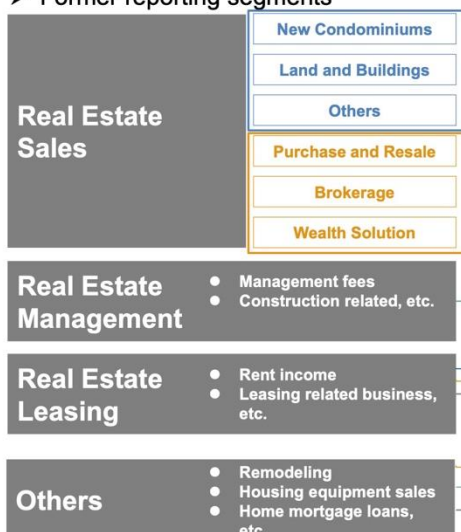 ➢ Former reporting segments
Real Estate
Sales
New Condominiums
Land and Buildings
Others
Purchase and Resale
Brokerage
Wealth Solution
Real Estate
Management
● Management fees
● Construction related, etc.
Real Estate
Leasing
● Rent income
● Leasing related business,
etc.
Others
● Remodeling
● Housing equipment sales
● Home mortgage loans,
etc.